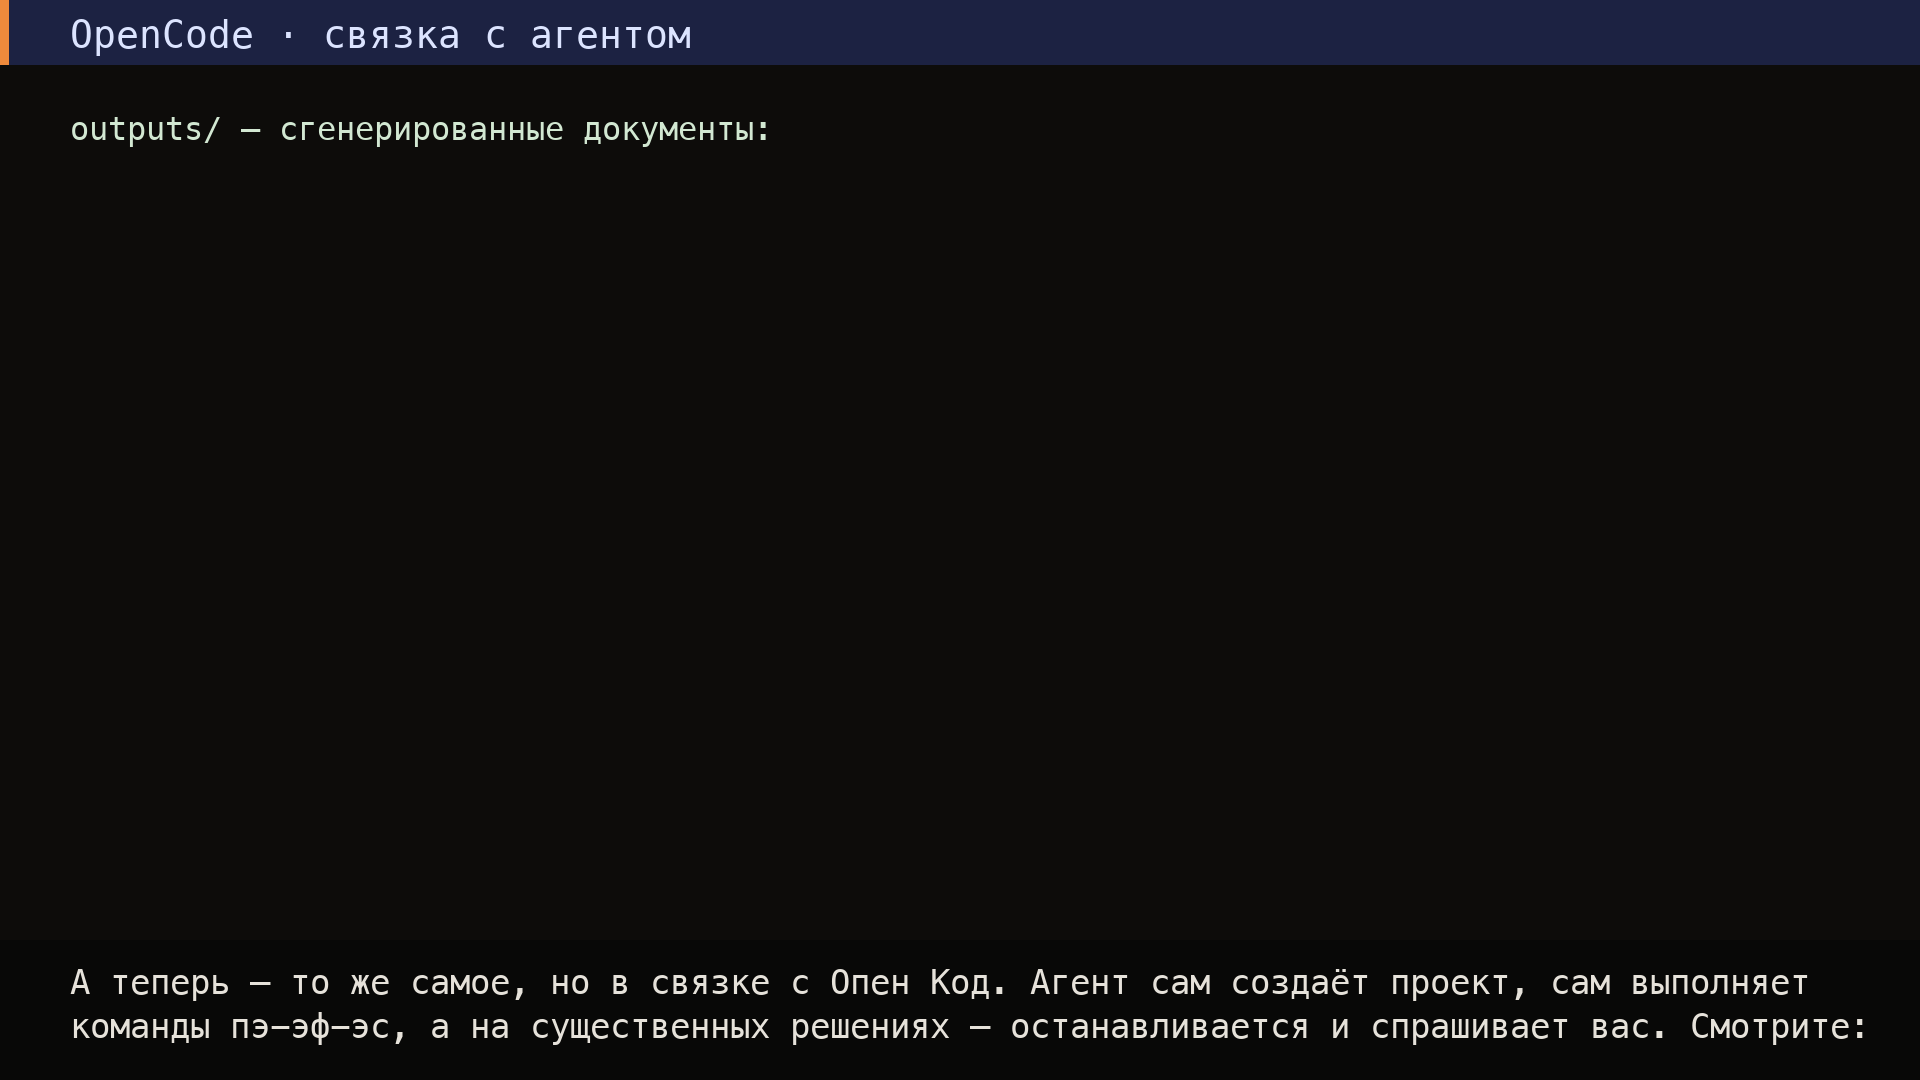 OpenCode · связка с агентом
outputs/ — сгенерированные документы:
А теперь — то же самое, но в связке с Опен Код. Агент сам создаёт проект, сам выполняет
команды пэ—эф—эс, а на существенных решениях — останавливается и спрашивает вас. Смотрите: